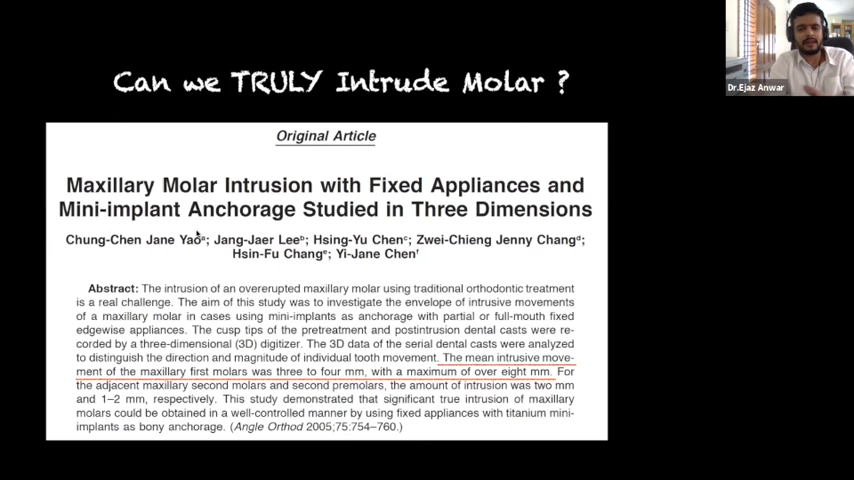 Dr.Ejaz Anwar
Can we TRULY Intrude Molar ?
Original Article
Maxillary Molar Intrusion with Fixed Appliances and
Mini-implant Anchorage Studied in Three Dimensions
Chung-Chen Jane Yaoᵃ; Jang-Jaer Leeᵇ; Hsing-Yu Chenᶜ; Zwei-Chieng Jenny Changᵈ;
Hsin-Fu Changᵉ; Yi-Jane Chenᶠ
Abstract: The intrusion of an overerupted maxillary molar using traditional orthodontic treatment
is a real challenge. The aim of this study was to investigate the envelope of intrusive movements
of a maxillary molar in cases using mini-implants as anchorage with partial or full-mouth fixed
edgewise appliances. The cusp tips of the pretreatment and postintrusion dental casts were re-
corded by a three-dimensional (3D) digitizer. The 3D data of the serial dental casts were analyzed
to distinguish the direction and magnitude of individual tooth movement. The mean intrusive move-
ment of the maxillary first molars was three to four mm, with a maximum of over eight mm. For
the adjacent maxillary second molars and second premolars, the amount of intrusion was two mm
and 1–2 mm, respectively. This study demonstrated that significant true intrusion of maxillary
molars could be obtained in a well-controlled manner by using fixed appliances with titanium mini-
implants as bony anchorage. (Angle Orthod 2005;75:754–760.)